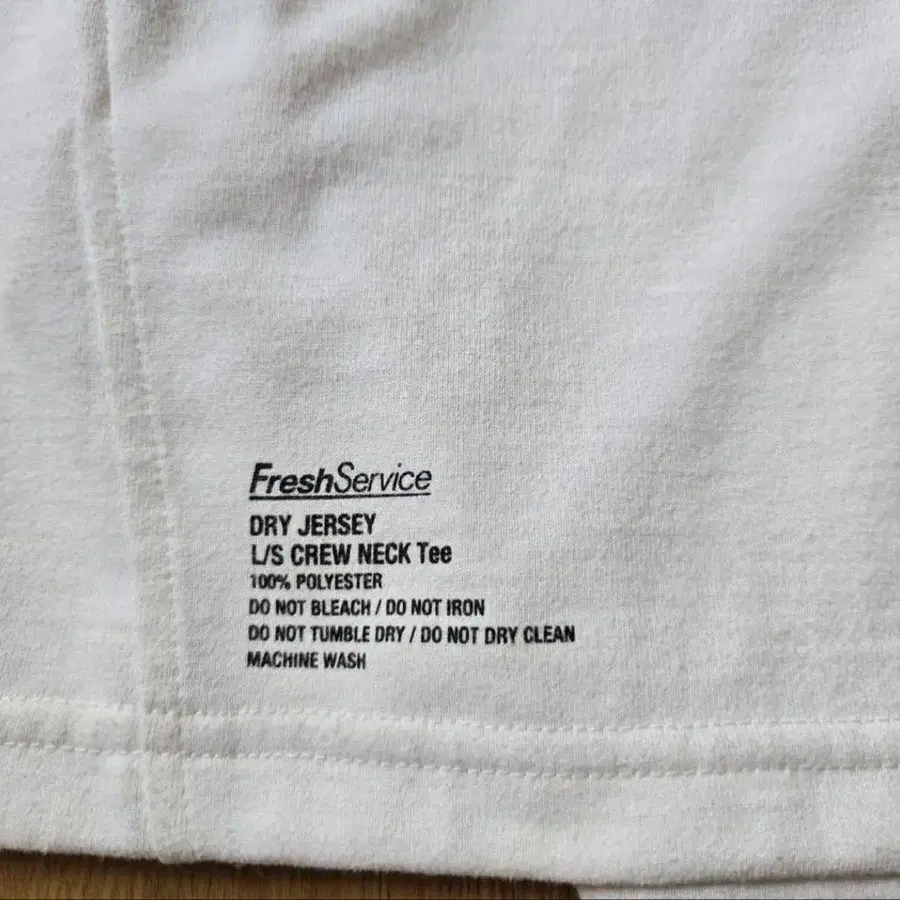 FreshService
DRY JERSEY
L/S CREW NECK Tee
100% POLYESTER
DO NOT BLEACH / DO NOT IRON
DO NOT TUMBLE DRY / DO NOT DRY CLEAN
MACHINE WASH